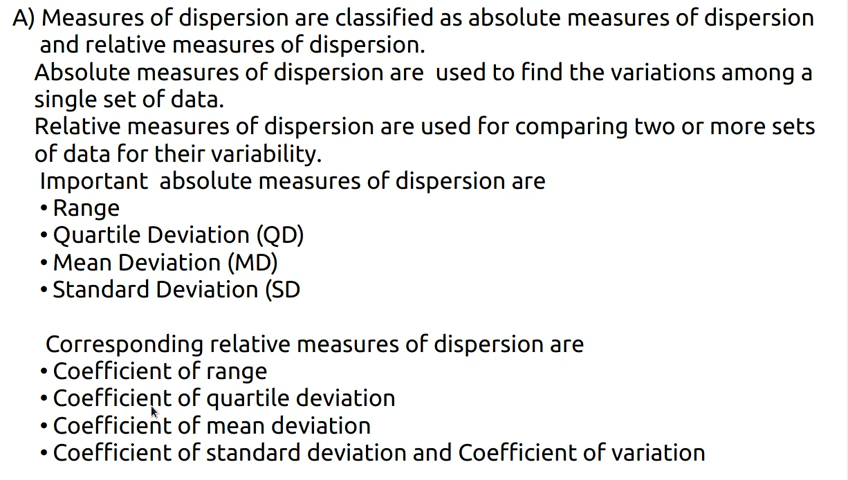 A) Measures of dispersion are classified as absolute measures of dispersion
and relative measures of dispersion.
Absolute measures of dispersion are used to find the variations among a
single set of data.
Relative measures of dispersion are used for comparing two or more sets
of data for their variability.
Important absolute measures of dispersion are
• Range
• Quartile Deviation (QD)
• Mean Deviation (MD)
• Standard Deviation (SD
Corresponding relative measures of dispersion are
• Coefficient of range
• Coefficient of quartile deviation
• Coefficient of mean deviation
• Coefficient of standard deviation and Coefficient of variation